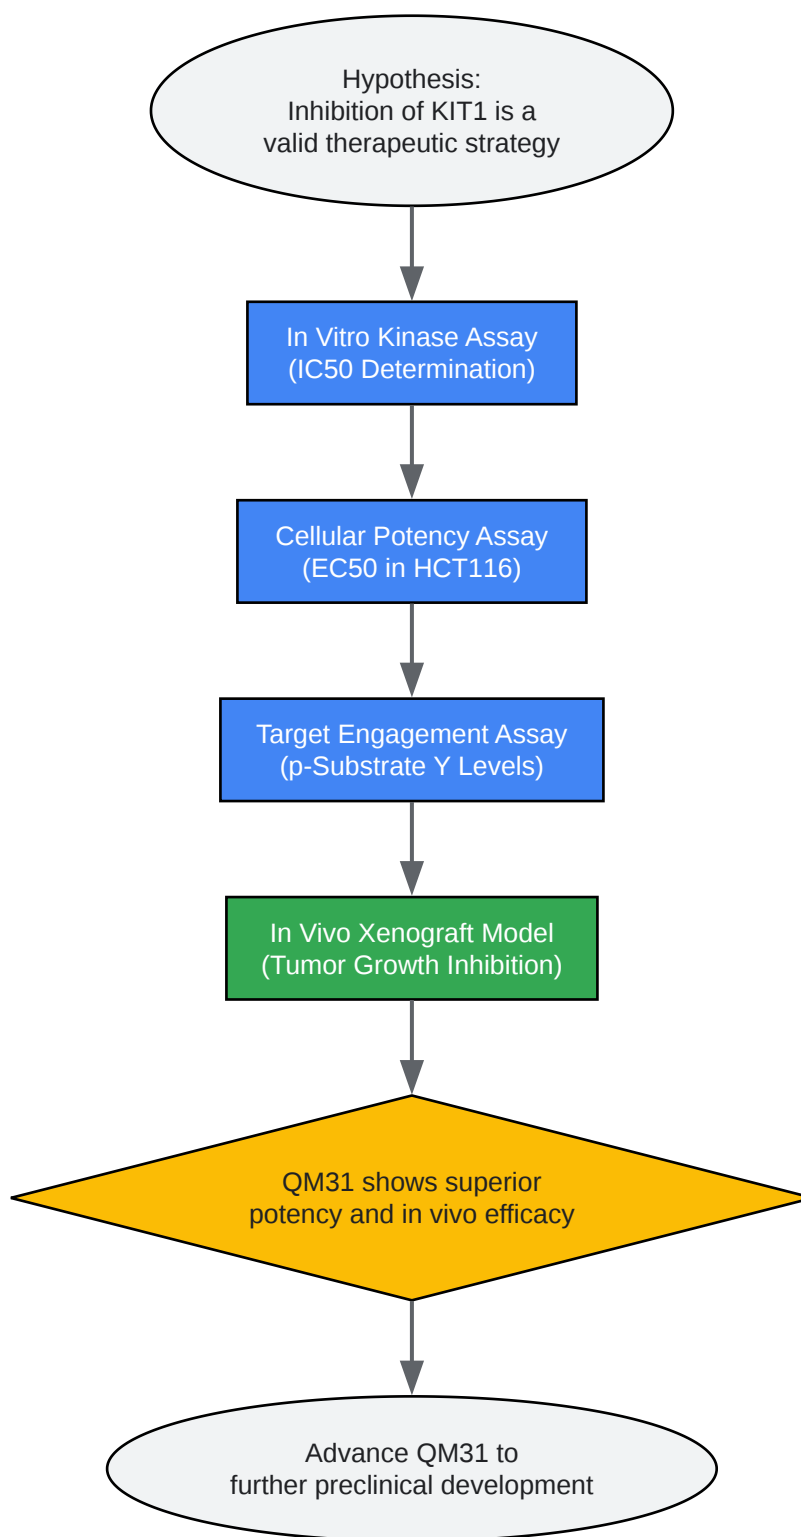 Hypothesis:
Inhibition of KIT1 is a
valid therapeutic strategy
In Vitro Kinase Assay
(IC50 Determination)
Cellular Potency Assay
(EC50 in HCT116)
Target Engagement Assay
(p-Substrate Y Levels)
In Vivo Xenograft Model
(Tumor Growth Inhibition)
QM31 shows superior
potency and in vivo efficacy
Advance QM31 to
further preclinical development